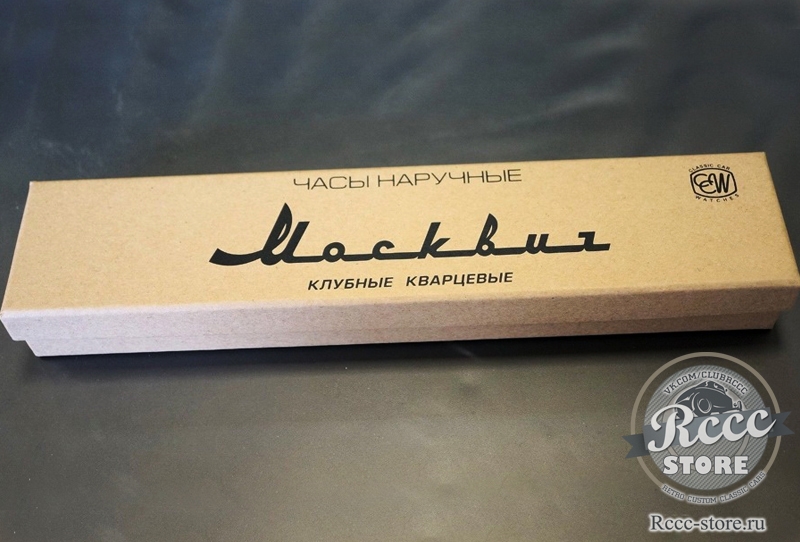 ЧАСЫ НАРУЧНЫЕ
Москвич
КЛУБНЫЕ КВАРЦЕВЫЕ
CLASSIC CAR
CCW
WATCHES
VK.COM/CLUBRCCC
Rccc
STORE
RETRO CUSTOM CLASSIC CARS
Rccc-store.ru